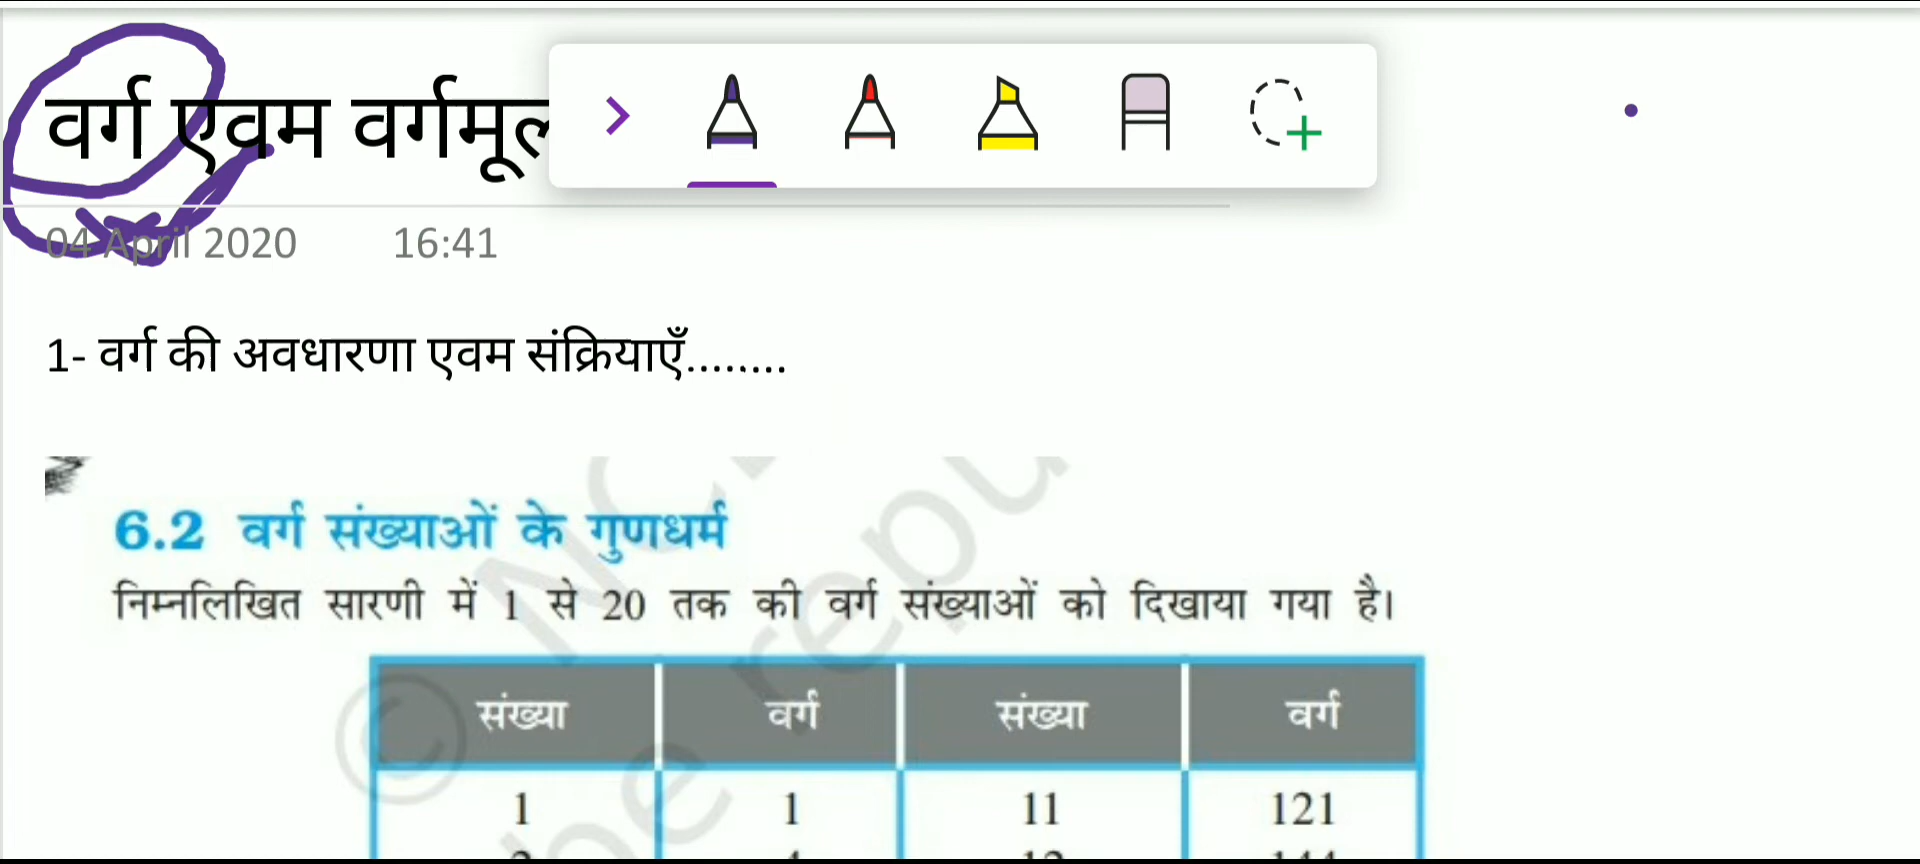 वर्ग एवम वर्गमूल
04 April 2020 16:41
1- वर्ग की अवधारणा एवम संक्रियाएँ........
6.2 वर्ग संख्याओं के गुणधर्म
निम्नलिखित सारणी में 1 से 20 तक की वर्ग संख्याओं को दिखाया गया है।
संख्या वर्ग संख्या वर्ग
1 1 11 121